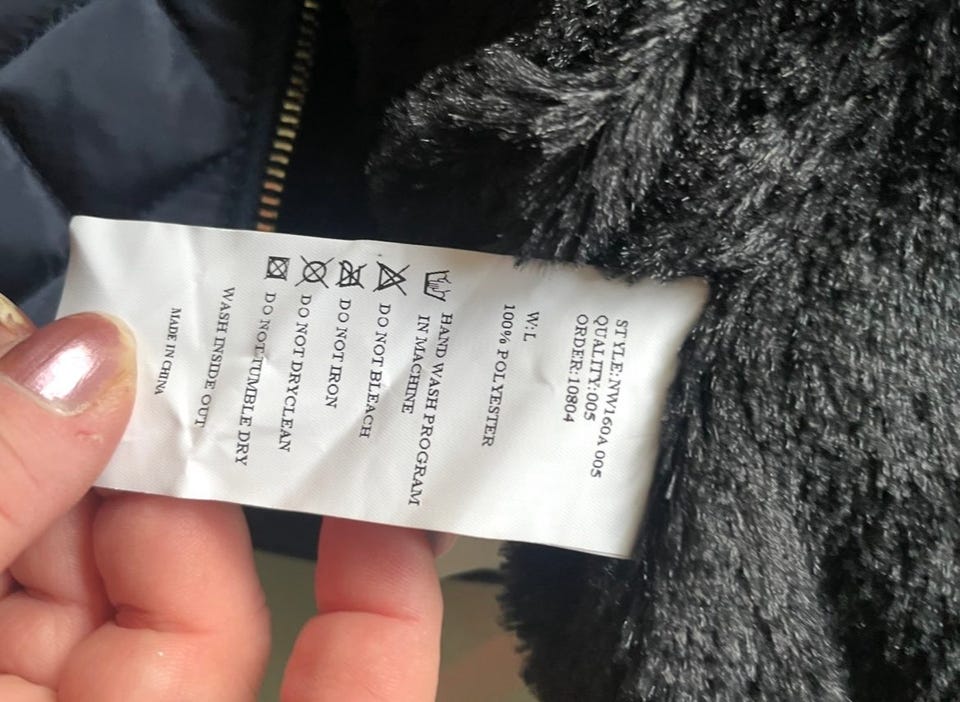 STYLE:NW160A 005
QUALITY:005
ORDER:10804
W:L
100% POLYESTER
HAND WASH PROGRAM
IN MACHINE
DO NOT BLEACH
DO NOT IRON
DO NOT DRYCLEAN
DO NOT TUMBLE DRY
WASH INSIDE OUT
MADE IN CHINA